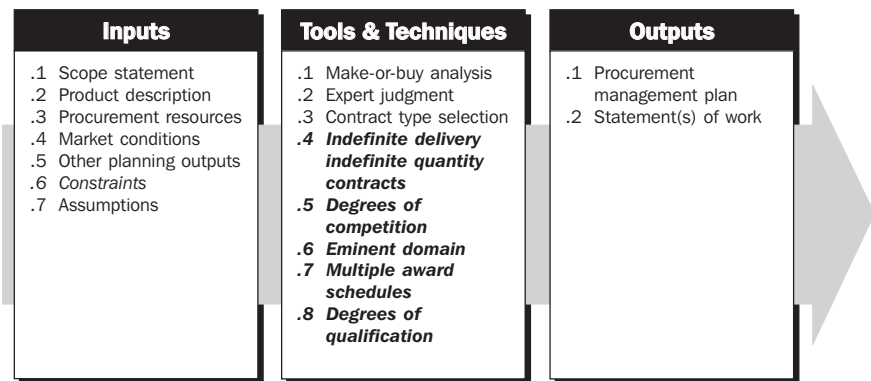 Inputs
.1 Scope statement
.2 Product description
.3 Procurement resources
.4 Market conditions
.5 Other planning outputs
.6 Constraints
.7 Assumptions
Tools & Techniques
.1 Make-or-buy analysis
.2 Expert judgment
.3 Contract type selection
.4 Indefinite delivery
indefinite quantity
contracts
.5 Degrees of
competition
.6 Eminent domain
.7 Multiple award
schedules
.8 Degrees of
qualification
Outputs
.1 Procurement
management plan
.2 Statement(s) of work